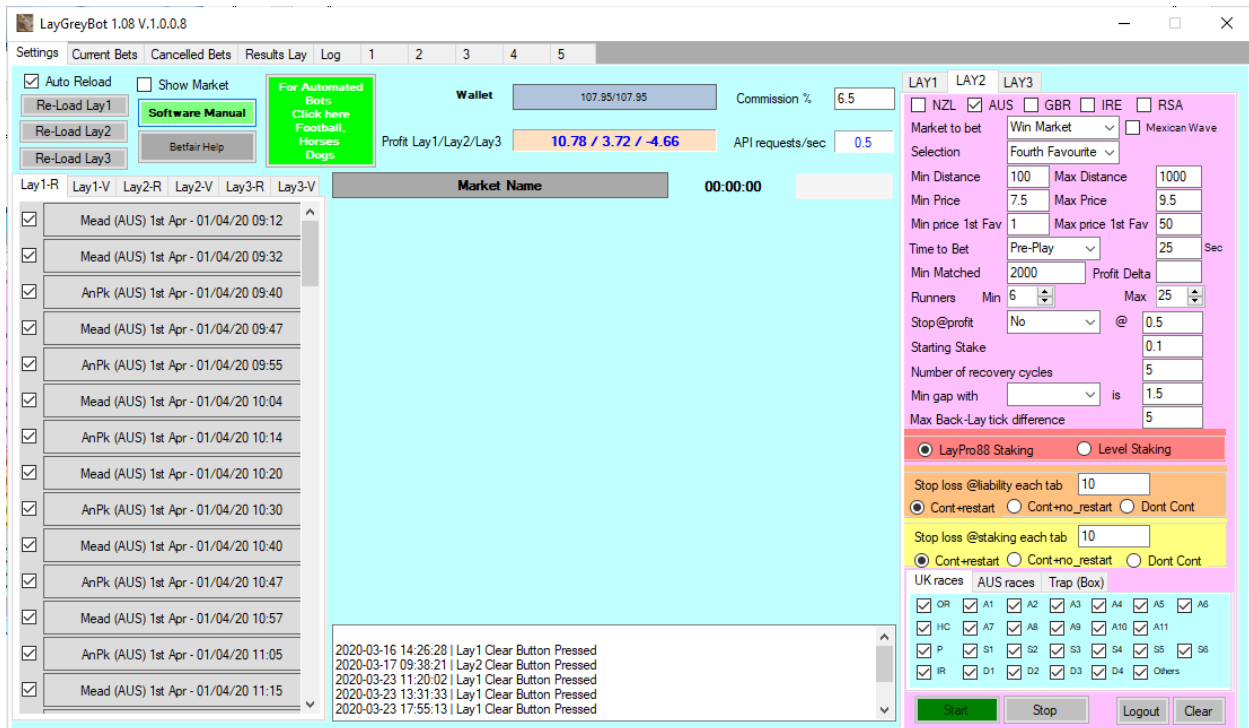 LayGreyBot 1.08 V.1.0.0.8
Settings Current Bets Cancelled Bets Results Lay Log 1 2 3 4 5
Auto Reload Show Market
Re-Load Lay1
Re-Load Lay2
Re-Load Lay3
Software Manual
Betfair Help
For Automated
Bots
Click here
Football,
Horses
Dogs
Wallet 107.95/107.95 Commission % 6.5
Profit Lay1/Lay2/Lay3 10.78 / 3.72 / -4.66 API requests/sec 0.5
Lay1-R Lay1-V Lay2-R Lay2-V Lay3-R Lay3-V
Market Name 00:00:00
Mead (AUS) 1st Apr - 01/04/20 09:12
Mead (AUS) 1st Apr - 01/04/20 09:32
AnPk (AUS) 1st Apr - 01/04/20 09:40
Mead (AUS) 1st Apr - 01/04/20 09:47
AnPk (AUS) 1st Apr - 01/04/20 09:55
Mead (AUS) 1st Apr - 01/04/20 10:04
AnPk (AUS) 1st Apr - 01/04/20 10:14
Mead (AUS) 1st Apr - 01/04/20 10:20
AnPk (AUS) 1st Apr - 01/04/20 10:30
Mead (AUS) 1st Apr - 01/04/20 10:40
AnPk (AUS) 1st Apr - 01/04/20 10:47
Mead (AUS) 1st Apr - 01/04/20 10:57
AnPk (AUS) 1st Apr - 01/04/20 11:05
Mead (AUS) 1st Apr - 01/04/20 11:15
2020-03-16 14:26:28 | Lay1 Clear Button Pressed
2020-03-17 09:38:21 | Lay2 Clear Button Pressed
2020-03-23 11:20:02 | Lay1 Clear Button Pressed
2020-03-23 13:31:33 | Lay2 Clear Button Pressed
2020-03-23 17:55:13 | Lay1 Clear Button Pressed
LAY1 LAY2 LAY3
NZL AUS GBR IRE RSA
Market to bet Win Market Mexican Wave
Selection Fourth Favourite
Min Distance 100 Max Distance 1000
Min Price 7.5 Max Price 9.5
Min price 1st Fav 1 Max price 1st Fav 50
Time to Bet Pre-Play 25 Sec
Min Matched 2000 Profit Delta
Runners Min 6 Max 25
Stop@profit No @ 0.5
Starting Stake 0.1
Number of recovery cycles 5
Min gap with is 1.5
Max Back-Lay tick difference 5
LayPro88 Staking Level Staking
Stop loss @liability each tab 10
Cont+restart Cont+no_restart Dont Cont
Stop loss @staking each tab 10
Cont+restart Cont+no_restart Dont Cont
UK races AUS races Trap (Box)
OR A1 A2 A3 A4 A5 A6
HC A7 A8 A9 A10 A11
P S1 S2 S3 S4 S5 S6
IR D1 D2 D3 D4 Others
Start Stop Logout Clear